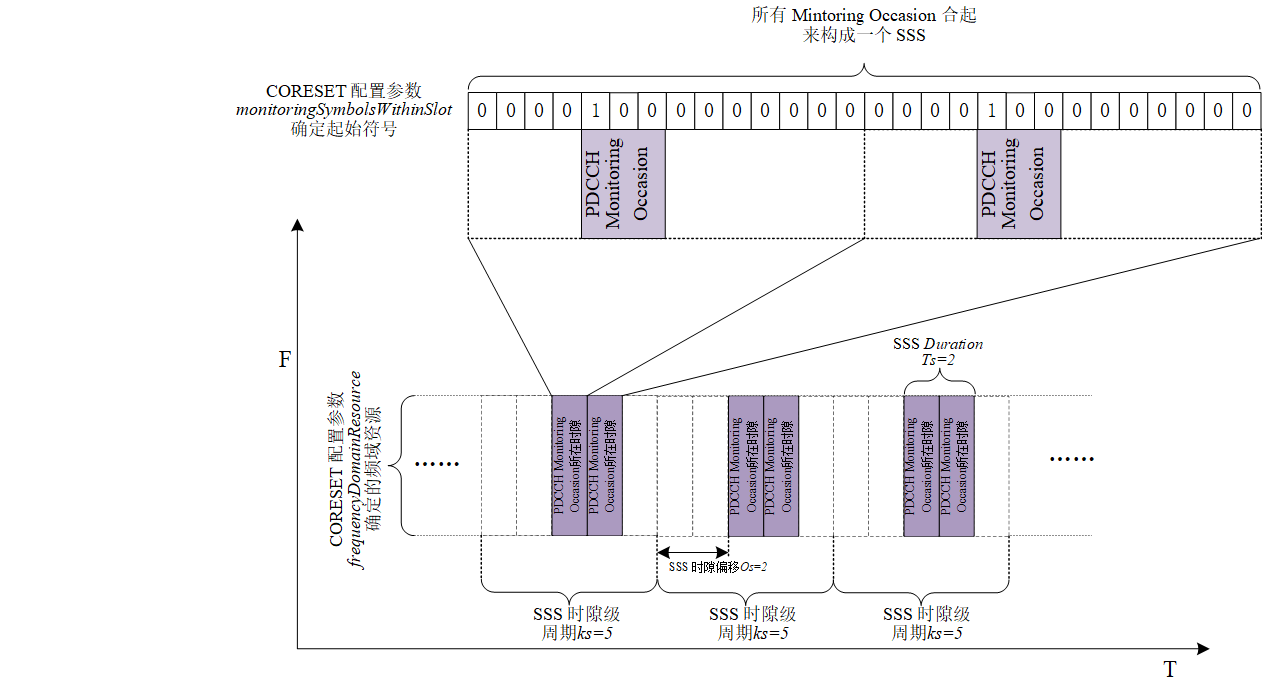 所有 Mintoring Occasion 合起
来构成一个 SSS
CORESET 配置参数
monitoringSymbolsWithinSlot
确定起始符号
0 0 0 0 1 0 0 0 0 0 0 0 0 0 0 0 0 0 1 0 0 0 0 0 0 0 0 0
PDCCH
Monitoring
Occasion
PDCCH
Monitoring
Occasion
F
SSS Duration
Ts=2
CORESET 配置参数
frequencyDomainResource
确定的频域资源
······
PDCCH Monitoring
Occasion所在时隙
PDCCH Monitoring
Occasion所在时隙
PDCCH Monitoring
Occasion所在时隙
PDCCH Monitoring
Occasion所在时隙
PDCCH Monitoring
Occasion所在时隙
PDCCH Monitoring
Occasion所在时隙
······
SSS 时隙偏移Os=2
SSS 时隙级
周期ks=5
SSS 时隙级
周期ks=5
SSS 时隙级
周期ks=5
T